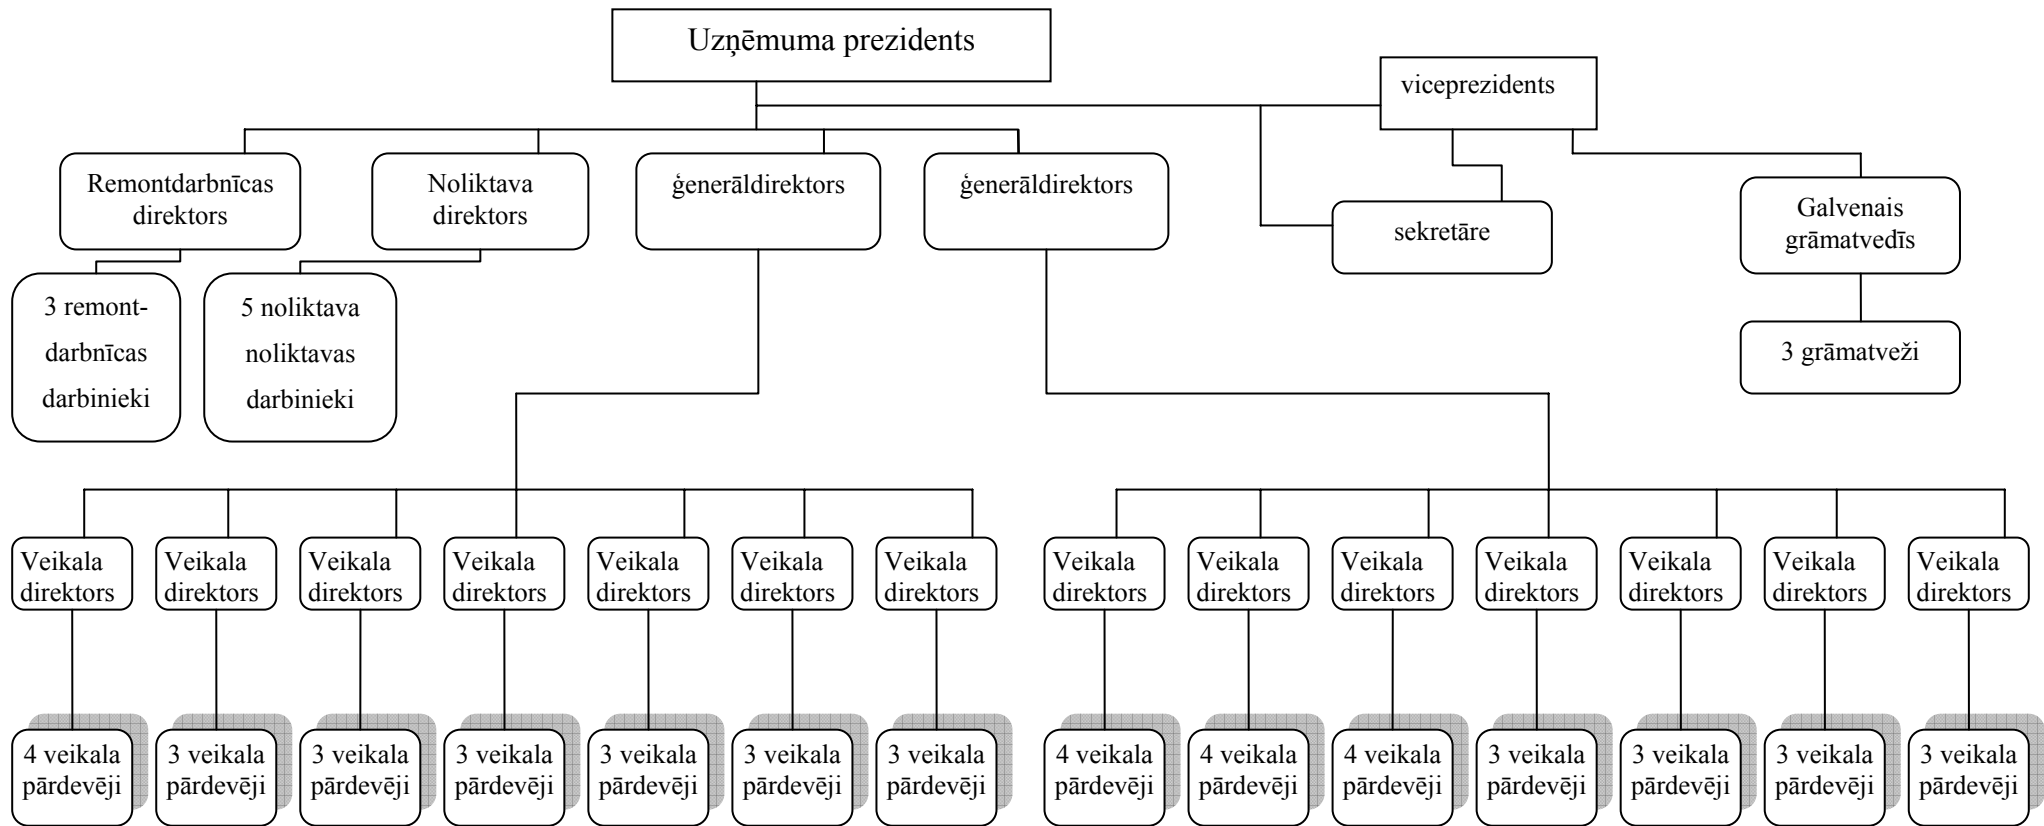 Uzņēmuma prezidents
viceprezidents
Remontdarbnīcas
direktors
Noliktava
direktors
ģenerāldirektors
ģenerāldirektors
sekretāre
Galvenais
grāmatvedīs
3 remont-
darbnīcas
darbinieki
5 noliktava
noliktavas
darbinieki
3 grāmatveži
Veikala
direktors
Veikala
direktors
Veikala
direktors
Veikala
direktors
Veikala
direktors
Veikala
direktors
Veikala
direktors
Veikala
direktors
Veikala
direktors
Veikala
direktors
Veikala
direktors
Veikala
direktors
Veikala
direktors
Veikala
direktors
4 veikala
pārdevēji
3 veikala
pārdevēji
3 veikala
pārdevēji
3 veikala
pārdevēji
3 veikala
pārdevēji
3 veikala
pārdevēji
3 veikala
pārdevēji
4 veikala
pārdevēji
4 veikala
pārdevēji
4 veikala
pārdevēji
3 veikala
pārdevēji
3 veikala
pārdevēji
3 veikala
pārdevēji
3 veikala
pārdevēji